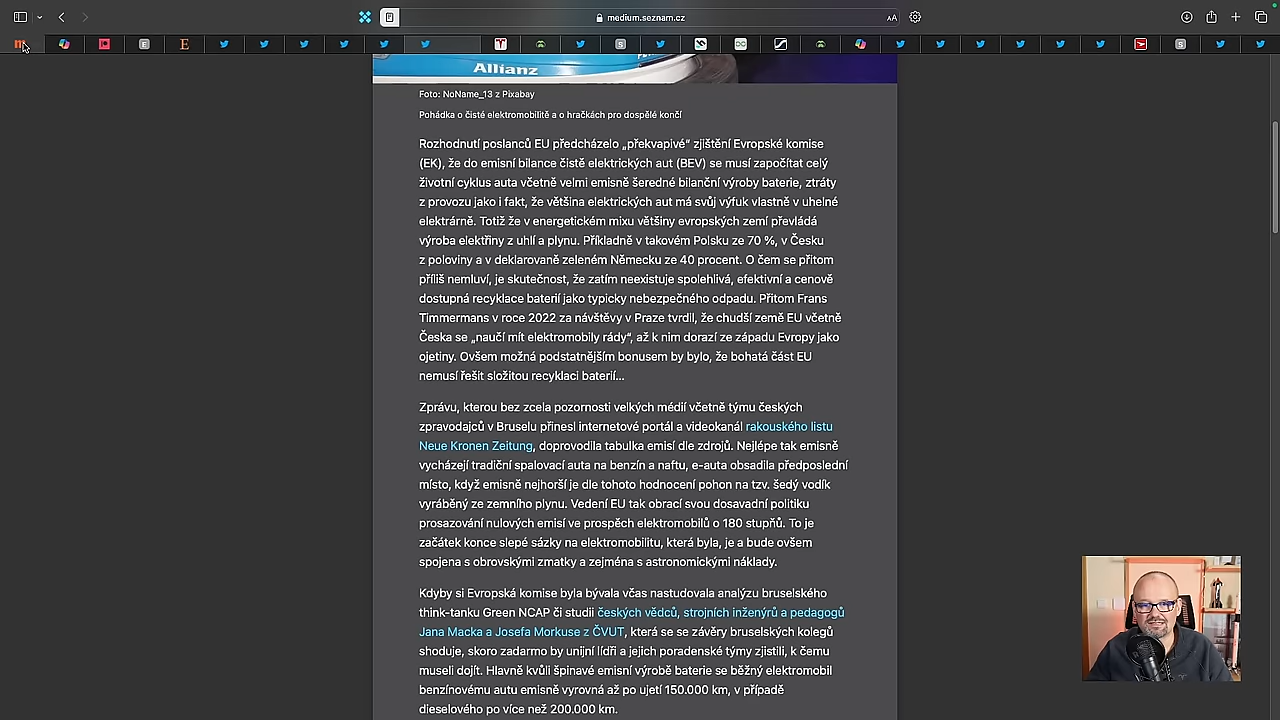 medium.seznam.cz
Allianz
Foto: NoName_13 z Pixabay
Pohádka o čisté elektromobilitě a o hračkách pro dospělé končí
Rozhodnutí poslanců EU předcházelo „překvapivé“ zjištění Evropské komise
(EK), že do emisní bilance čistě elektrických aut (BEV) se musí započítat celý
životní cyklus auta včetně velmi emisně šeredné bilanční výroby baterie, ztráty
z provozu jako i fakt, že většina elektrických aut má svůj výfuk vlastně v uhelné
elektrárně. Totiž že v energetickém mixu většiny evropských zemí převládá
výroba elektřiny z uhlí a plynu. Příkladně v takovém Polsku ze 70 %, v Česku
z poloviny a v deklarovaně zeleném Německu ze 40 procent. O čem se přitom
příliš nemluví, je skutečnost, že zatím neexistuje spolehlivá, efektivní a cenově
dostupná recyklace baterií jako typicky nebezpečného odpadu. Přitom Frans
Timmermans v roce 2022 za návštěvy v Praze tvrdil, že chudší země EU včetně
Česka se „naučí mít elektromobily rády“, až k nim dorazí ze západu Evropy jako
ojetiny. Ovšem možná podstatnějším bonusem by bylo, že bohatá část EU
nemusí řešit složitou recyklaci baterií...
Zprávu, kterou bez zcela pozornosti velkých médií včetně týmu českých
zpravodajců v Bruselu přinesl internetové portál a videokanál rakouského listu
Neue Kronen Zeitung, doprovodila tabulka emisí dle zdrojů. Nejlépe tak emisně
vycházejí tradiční spalovací auta na benzín a naftu, e-auta obsadila předposlední
místo, když emisně nejhorší je dle tohoto hodnocení pohon na tzv. šedý vodík
vyráběný ze zemního plynu. Vedení EU tak obrací svou dosavadní politiku
prosazování nulových emisí ve prospěch elektromobilů o 180 stupňů. To je
začátek konce slepé sázky na elektromobilitu, která byla, je a bude ovšem
spojena s obrovskými zmatky a zejména s astronomickými náklady.
Kdyby si Evropská komise byla bývala včas nastudovala analýzu bruselského
think-tanku Green NCAP či studii českých vědců, strojních inženýrů a pedagogů
Jana Macka a Josefa Morkuse z ČVUT, která se se závěry bruselských kolegů
shoduje, skoro zadarmo by unijní lídři a jejich poradenské týmy zjistili, k čemu
museli dojít. Hlavně kvůli špinavé emisní výrobě baterie se běžný elektromobil
benzínovému autu emisně vyrovná až po ujetí 150.000 km, v případě
dieselového po více než 200.000 km.